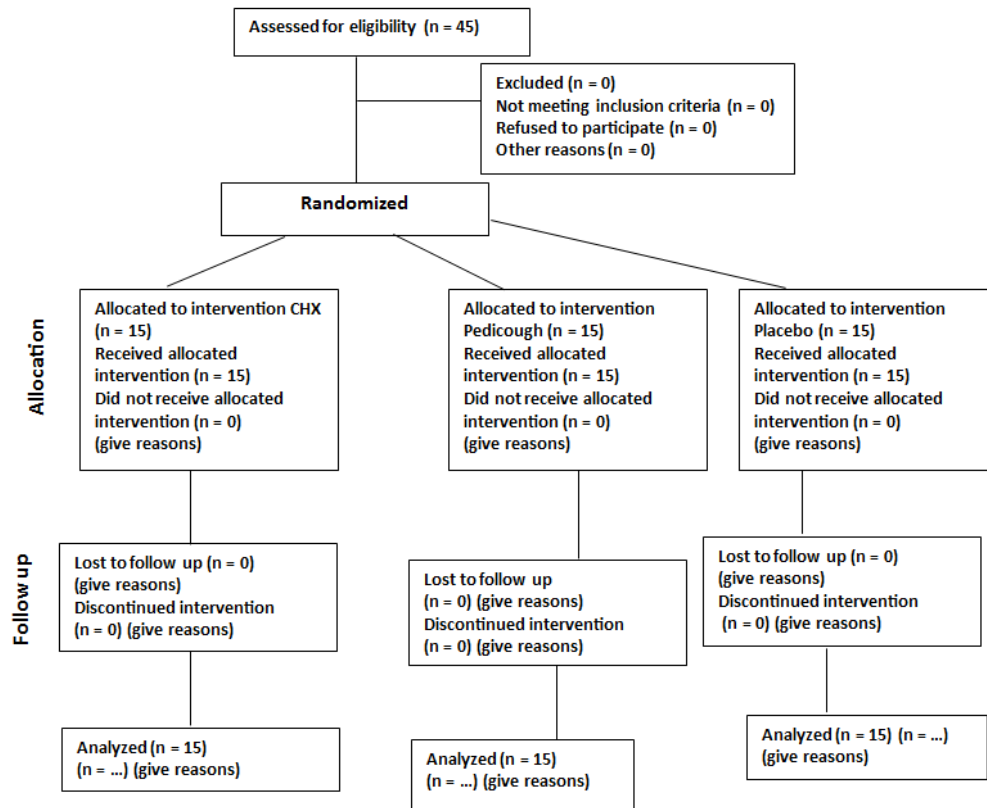 Assessed for eligibility (n = 45)
Excluded (n = 0)
Not meeting inclusion criteria (n = 0)
Refused to participate (n = 0)
Other reasons (n = 0)
Randomized
Allocation
Allocated to intervention CHX
(n = 15)
Received allocated
intervention (n = 15)
Did not receive allocated
intervention (n = 0)
(give reasons)
Allocated to intervention
Pedicough (n = 15)
Received allocated
intervention (n = 15)
Did not receive allocated
intervention (n = 0)
(give reasons)
Allocated to intervention
Placebo (n = 15)
Received allocated
intervention (n = 15)
Did not receive allocated
intervention (n = 0)
(give reasons)
Follow up
Lost to follow up (n = 0)
(give reasons)
Discontinued intervention
(n = 0) (give reasons)
Lost to follow up
(n = 0) (give reasons)
Discontinued intervention
(n = 0) (give reasons)
Lost to follow up (n = 0)
(give reasons)
Discontinued intervention
(n = 0) (give reasons)
Analyzed (n = 15)
(n = ...) (give reasons)
Analyzed (n = 15)
(n = ...) (give reasons)
Analyzed (n = 15) (n = ...)
(give reasons)